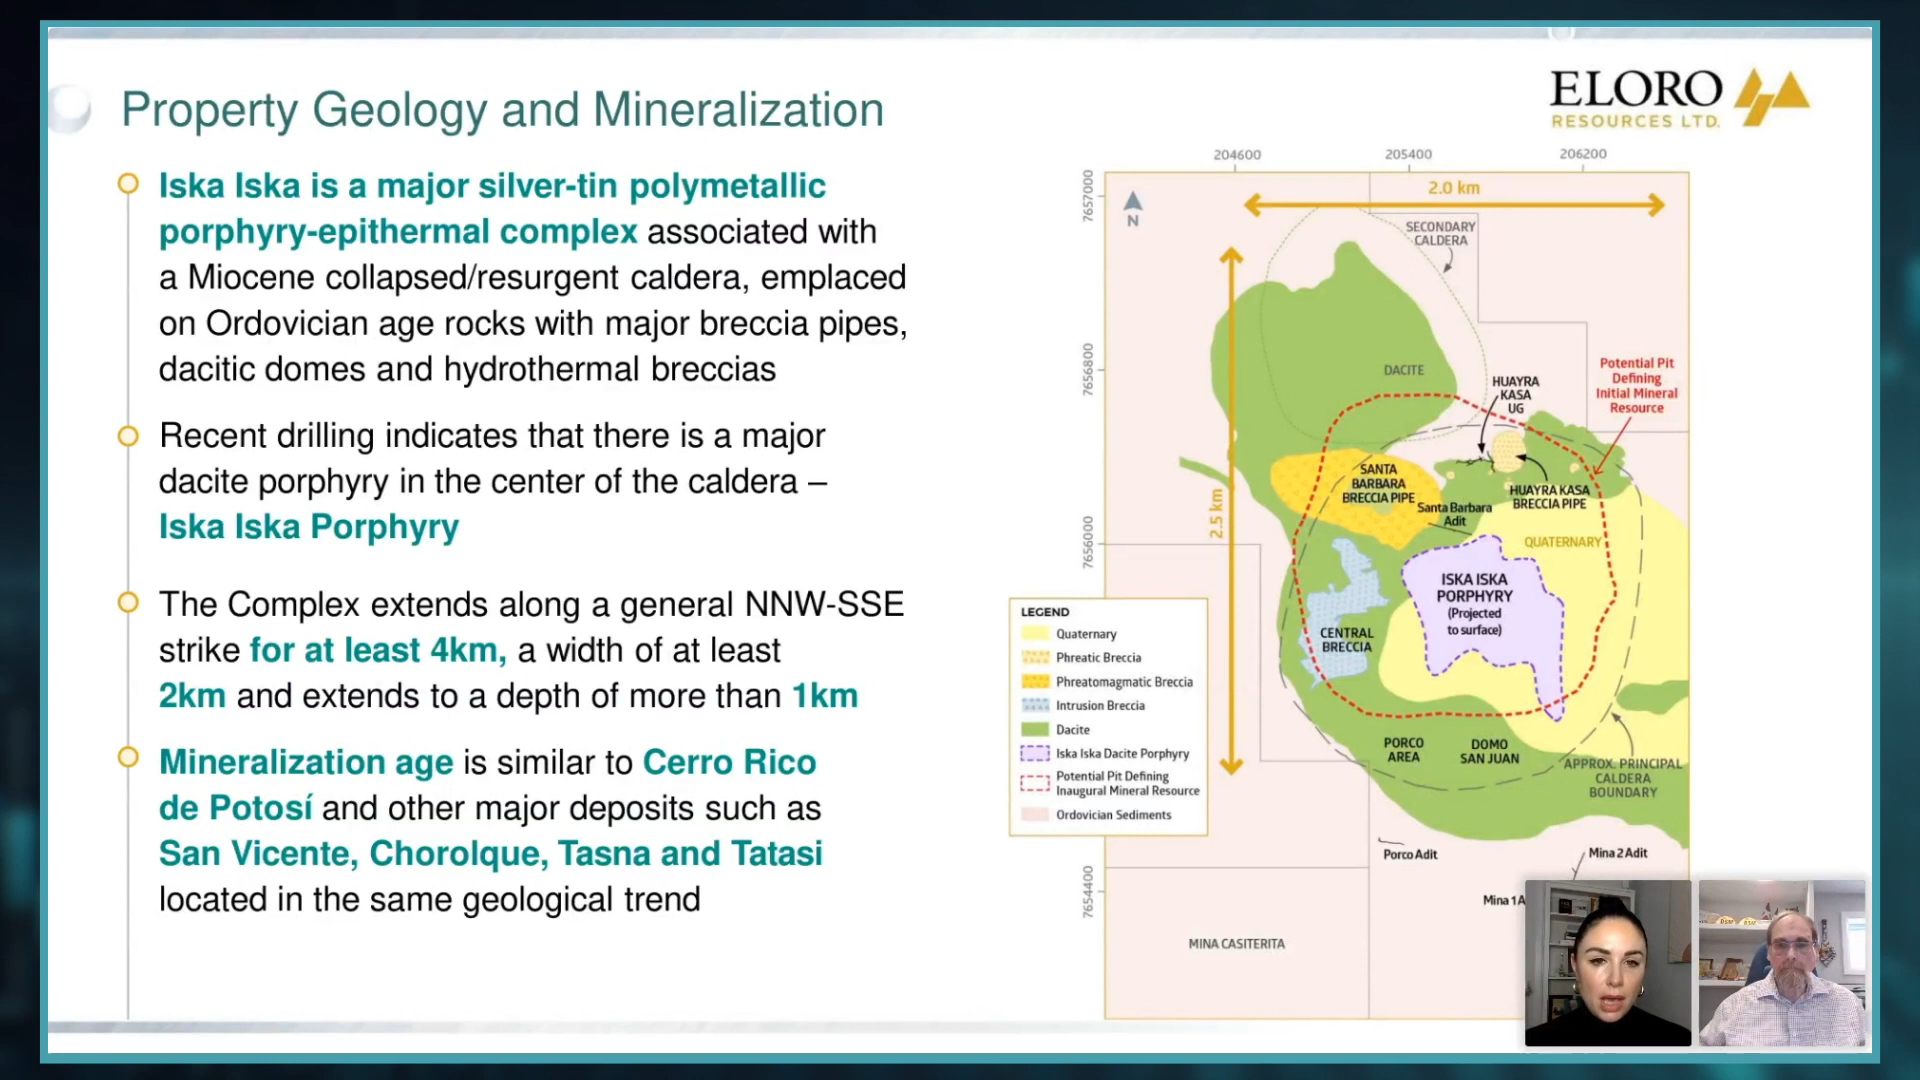 Property Geology and Mineralization
ELORO
RESOURCES LTD.
Iska Iska is a major silver-tin polymetallic
porphyry-epithermal complex associated with
a Miocene collapsed/resurgent caldera, emplaced
on Ordovician age rocks with major breccia pipes,
dacitic domes and hydrothermal breccias
Recent drilling indicates that there is a major
dacite porphyry in the center of the caldera –
Iska Iska Porphyry
The Complex extends along a general NNW-SSE
strike for at least 4km, a width of at least
2km and extends to a depth of more than 1km
Mineralization age is similar to Cerro Rico
de Potosí and other major deposits such as
San Vicente, Chorolque, Tasna and Tatasi
located in the same geological trend
204600
205400
206200
7657000
7656800
7656000
7654400
N
2.0 km
2.5 km
SECONDARY
CALDERA
DACITE
HUAYRA
KASA
UG
Potential Pit
Defining
Initial Mineral
Resource
SANTA
BARBARA
BRECCIA PIPE
Santa Barbara
Adit
HUAYRA KASA
BRECCIA PIPE
QUATERNARY
ISKA ISKA
PORPHYRY
(Projected
to surface)
CENTRAL
BRECCIA
PORCO
AREA
DOMO
SAN JUAN
APPROX. PRINCIPAL
CALDERA
BOUNDARY
Porco Adit
Mina 2 Adit
Mina 1 A
MINA CASITERITA
LEGEND
Quaternary
Phreatic Breccia
Phreatomagmatic Breccia
Intrusion Breccia
Dacite
Iska Iska Dacite Porphyry
Potential Pit Defining
Inaugural Mineral Resource
Ordovician Sediments